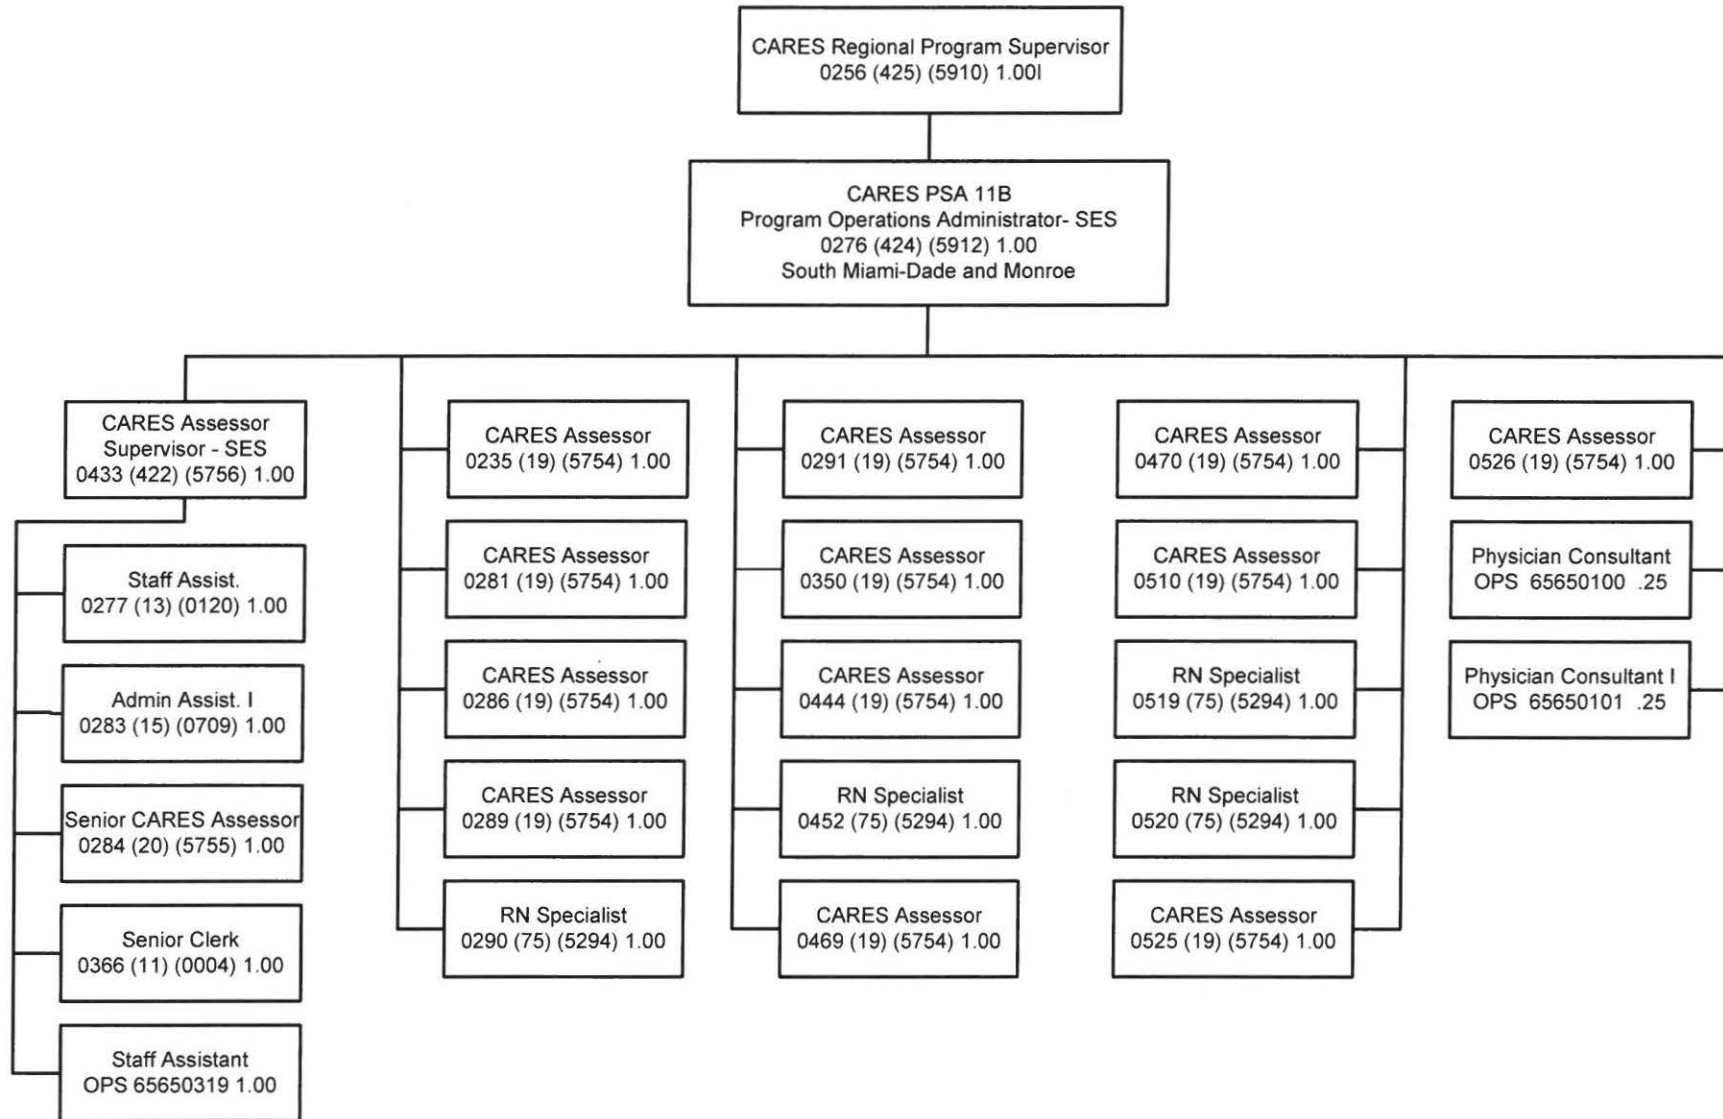 CARES Regional Program Supervisor
0256 (425) (5910) 1.00I
CARES PSA 11B
Program Operations Administrator- SES
0276 (424) (5912) 1.00
South Miami-Dade and Monroe
CARES Assessor
Supervisor - SES
0433 (422) (5756) 1.00
Staff Assist.
0277 (13) (0120) 1.00
Admin Assist. I
0283 (15) (0709) 1.00
Senior CARES Assessor
0284 (20) (5755) 1.00
Senior Clerk
0366 (11) (0004) 1.00
Staff Assistant
OPS 65650319 1.00
CARES Assessor
0235 (19) (5754) 1.00
CARES Assessor
0281 (19) (5754) 1.00
CARES Assessor
0286 (19) (5754) 1.00
CARES Assessor
0289 (19) (5754) 1.00
RN Specialist
0290 (75) (5294) 1.00
CARES Assessor
0291 (19) (5754) 1.00
CARES Assessor
0350 (19) (5754) 1.00
CARES Assessor
0444 (19) (5754) 1.00
RN Specialist
0452 (75) (5294) 1.00
CARES Assessor
0469 (19) (5754) 1.00
CARES Assessor
0470 (19) (5754) 1.00
CARES Assessor
0510 (19) (5754) 1.00
RN Specialist
0519 (75) (5294) 1.00
RN Specialist
0520 (75) (5294) 1.00
CARES Assessor
0525 (19) (5754) 1.00
CARES Assessor
0526 (19) (5754) 1.00
Physician Consultant
OPS 65650100 .25
Physician Consultant I
OPS 65650101 .25